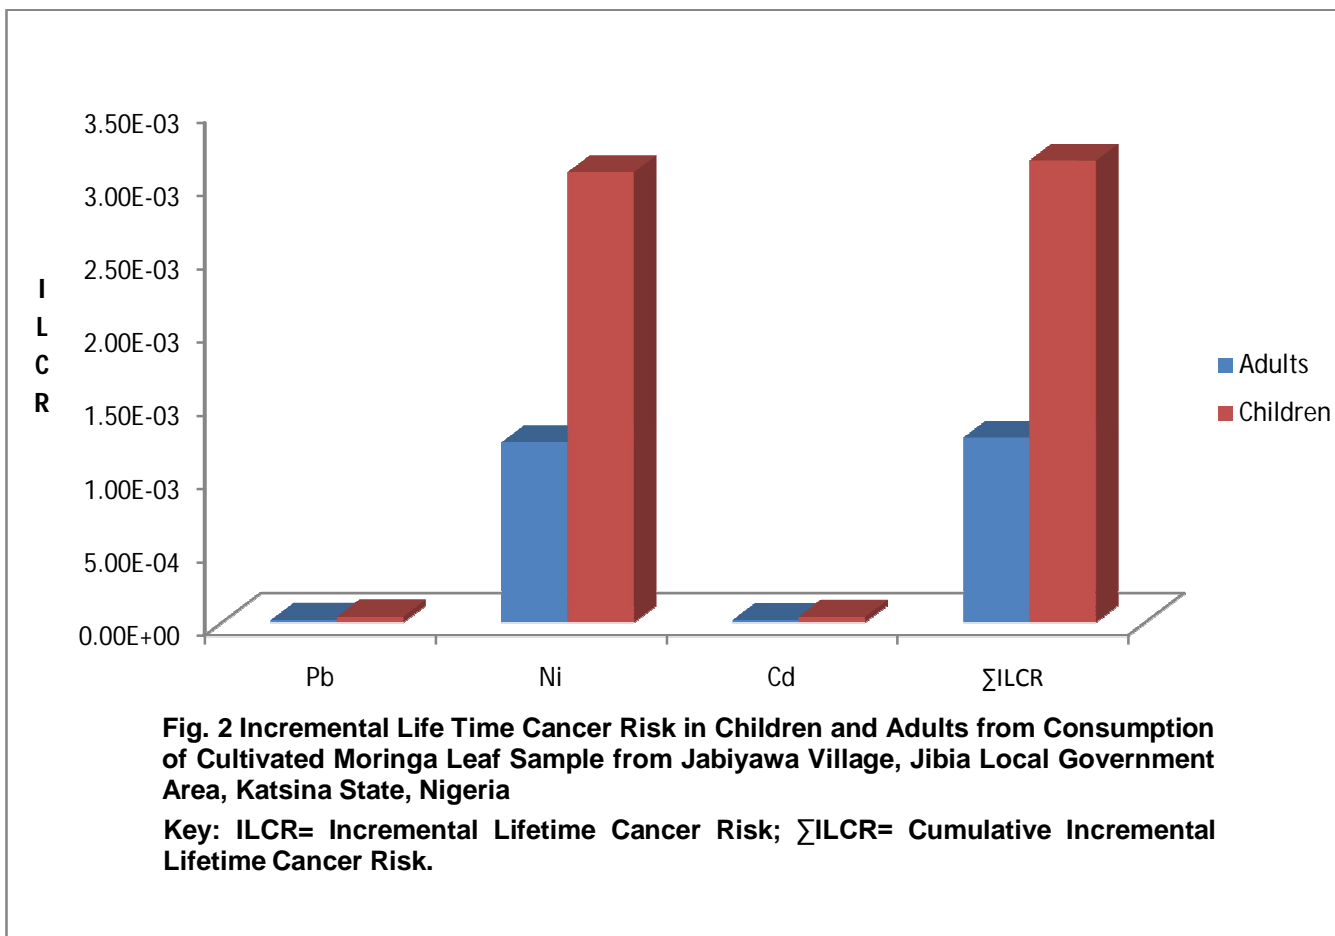 3.50E-03
3.00E-03
2.50E-03
2.00E-03
1.50E-03
1.00E-03
5.00E-04
0.00E+00
I
L
C
R
Pb
Ni
Cd
∑ILCR
Adults
Children
Fig. 2 Incremental Life Time Cancer Risk in Children and Adults from Consumption
of Cultivated Moringa Leaf Sample from Jabiyawa Village, Jibia Local Government
Area, Katsina State, Nigeria
Key: ILCR= Incremental Lifetime Cancer Risk; ∑ILCR= Cumulative Incremental
Lifetime Cancer Risk.